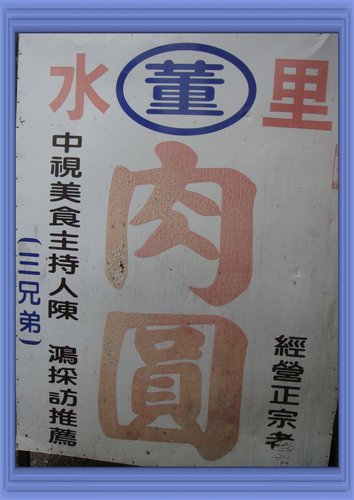 水董里
肉圓
中視美食主持人陳 鴻採訪推薦
(三兄弟)
經營正宗老